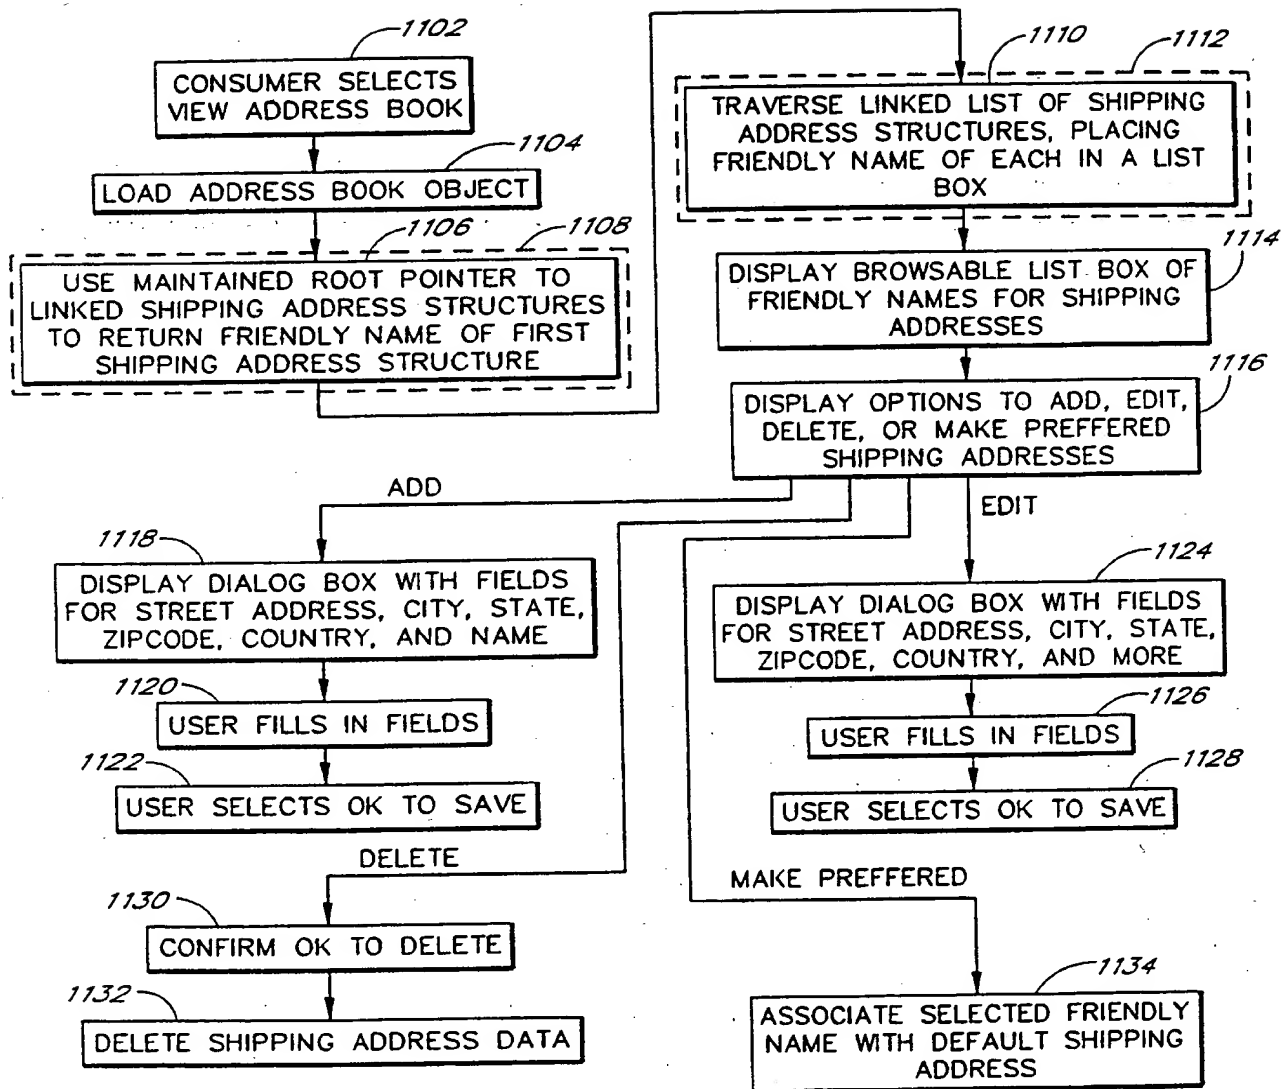 1102
CONSUMER SELECTS
VIEW ADDRESS BOOK
1104
LOAD ADDRESS BOOK OBJECT
1106
1108
USE MAINTAINED ROOT POINTER TO
LINKED SHIPPING ADDRESS STRUCTURES
TO RETURN FRIENDLY NAME OF FIRST
SHIPPING ADDRESS STRUCTURE
1110
1112
TRAVERSE LINKED LIST OF SHIPPING
ADDRESS STRUCTURES, PLACING
FRIENDLY NAME OF EACH IN A LIST
BOX
1114
DISPLAY BROWSABLE LIST BOX OF
FRIENDLY NAMES FOR SHIPPING
ADDRESSES
1116
DISPLAY OPTIONS TO ADD, EDIT,
DELETE, OR MAKE PREFFERED
SHIPPING ADDRESSES
ADD
1118
DISPLAY DIALOG BOX WITH FIELDS
FOR STREET ADDRESS, CITY, STATE,
ZIPCODE, COUNTRY, AND NAME
1120
USER FILLS IN FIELDS
1122
USER SELECTS OK TO SAVE
EDIT
1124
DISPLAY DIALOG BOX WITH FIELDS
FOR STREET ADDRESS, CITY, STATE,
ZIPCODE, COUNTRY, AND MORE
1126
USER FILLS IN FIELDS
1128
USER SELECTS OK TO SAVE
DELETE
1130
CONFIRM OK TO DELETE
1132
DELETE SHIPPING ADDRESS DATA
MAKE PREFFERED
1134
ASSOCIATE SELECTED FRIENDLY
NAME WITH DEFAULT SHIPPING
ADDRESS